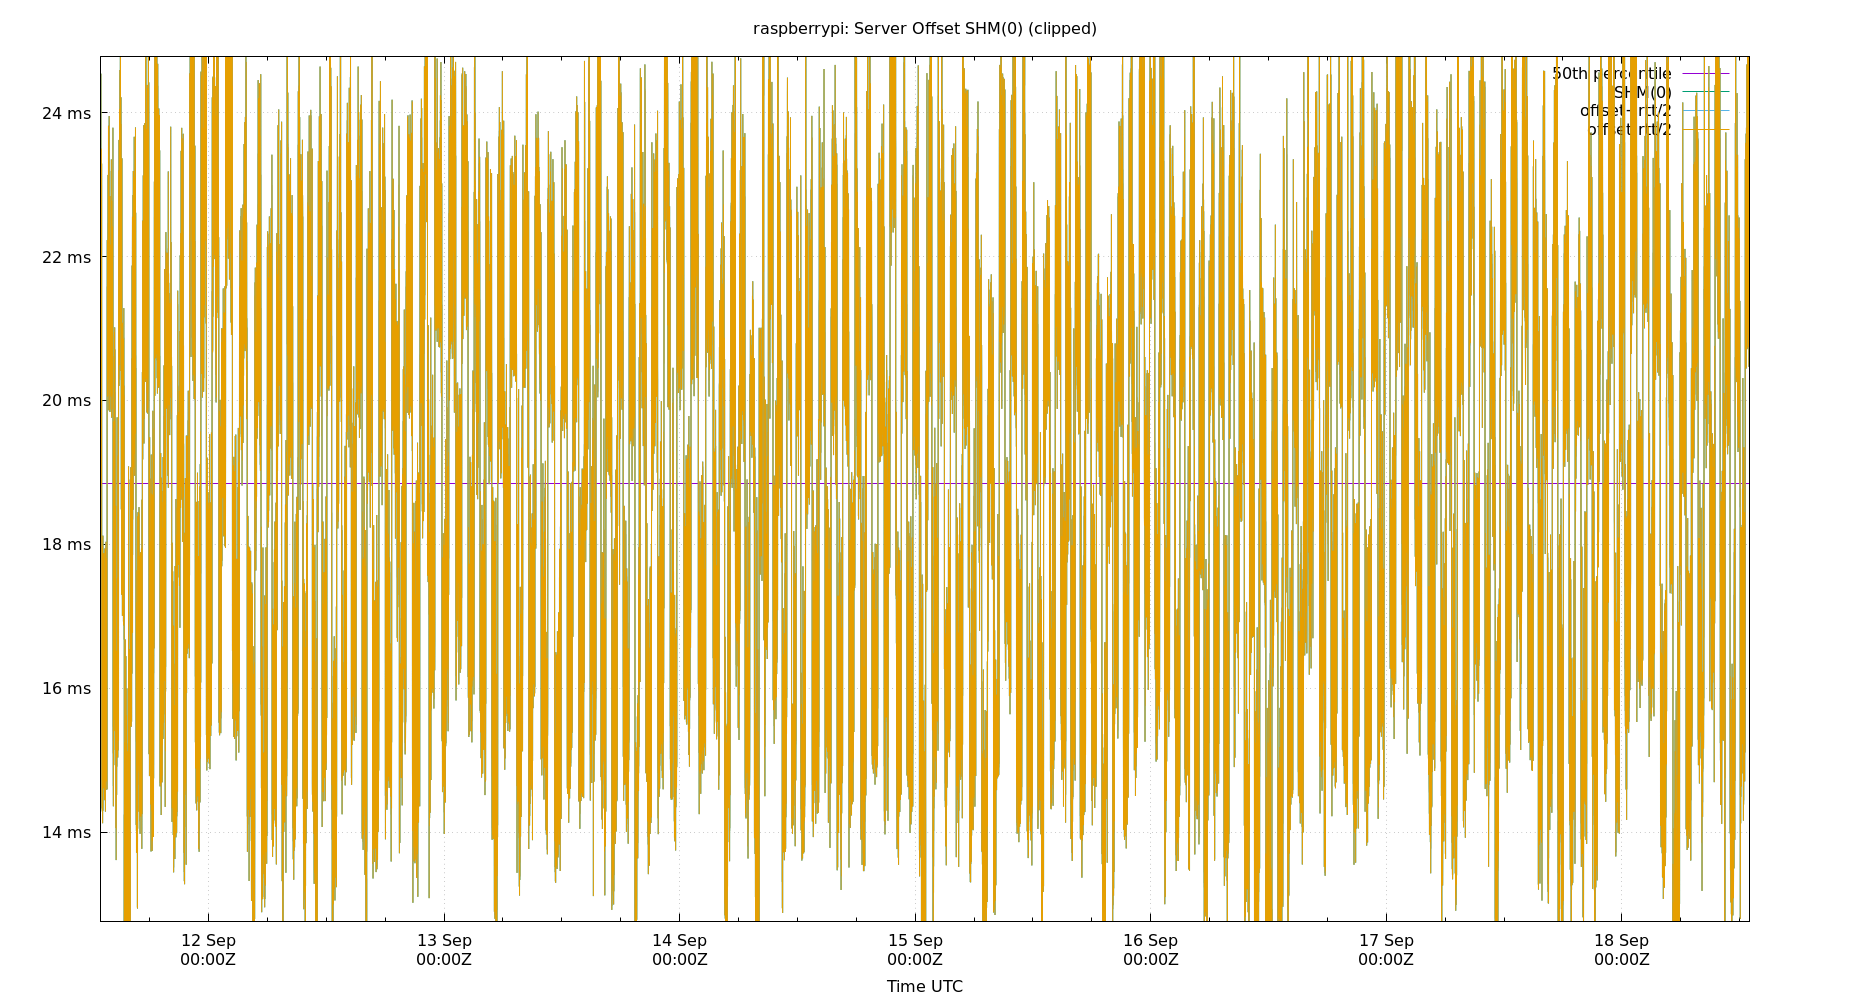 raspberrypi: Server Offset SHM(0) (clipped)
50th percentile
SHM(0)
offset+rtt/2
offset-rtt/2
24 ms
22 ms
20 ms
18 ms
16 ms
14 ms
12 Sep 13 Sep 14 Sep 15 Sep 16 Sep 17 Sep 18 Sep
00:00Z 00:00Z 00:00Z 00:00Z 00:00Z 00:00Z 00:00Z
Time UTC